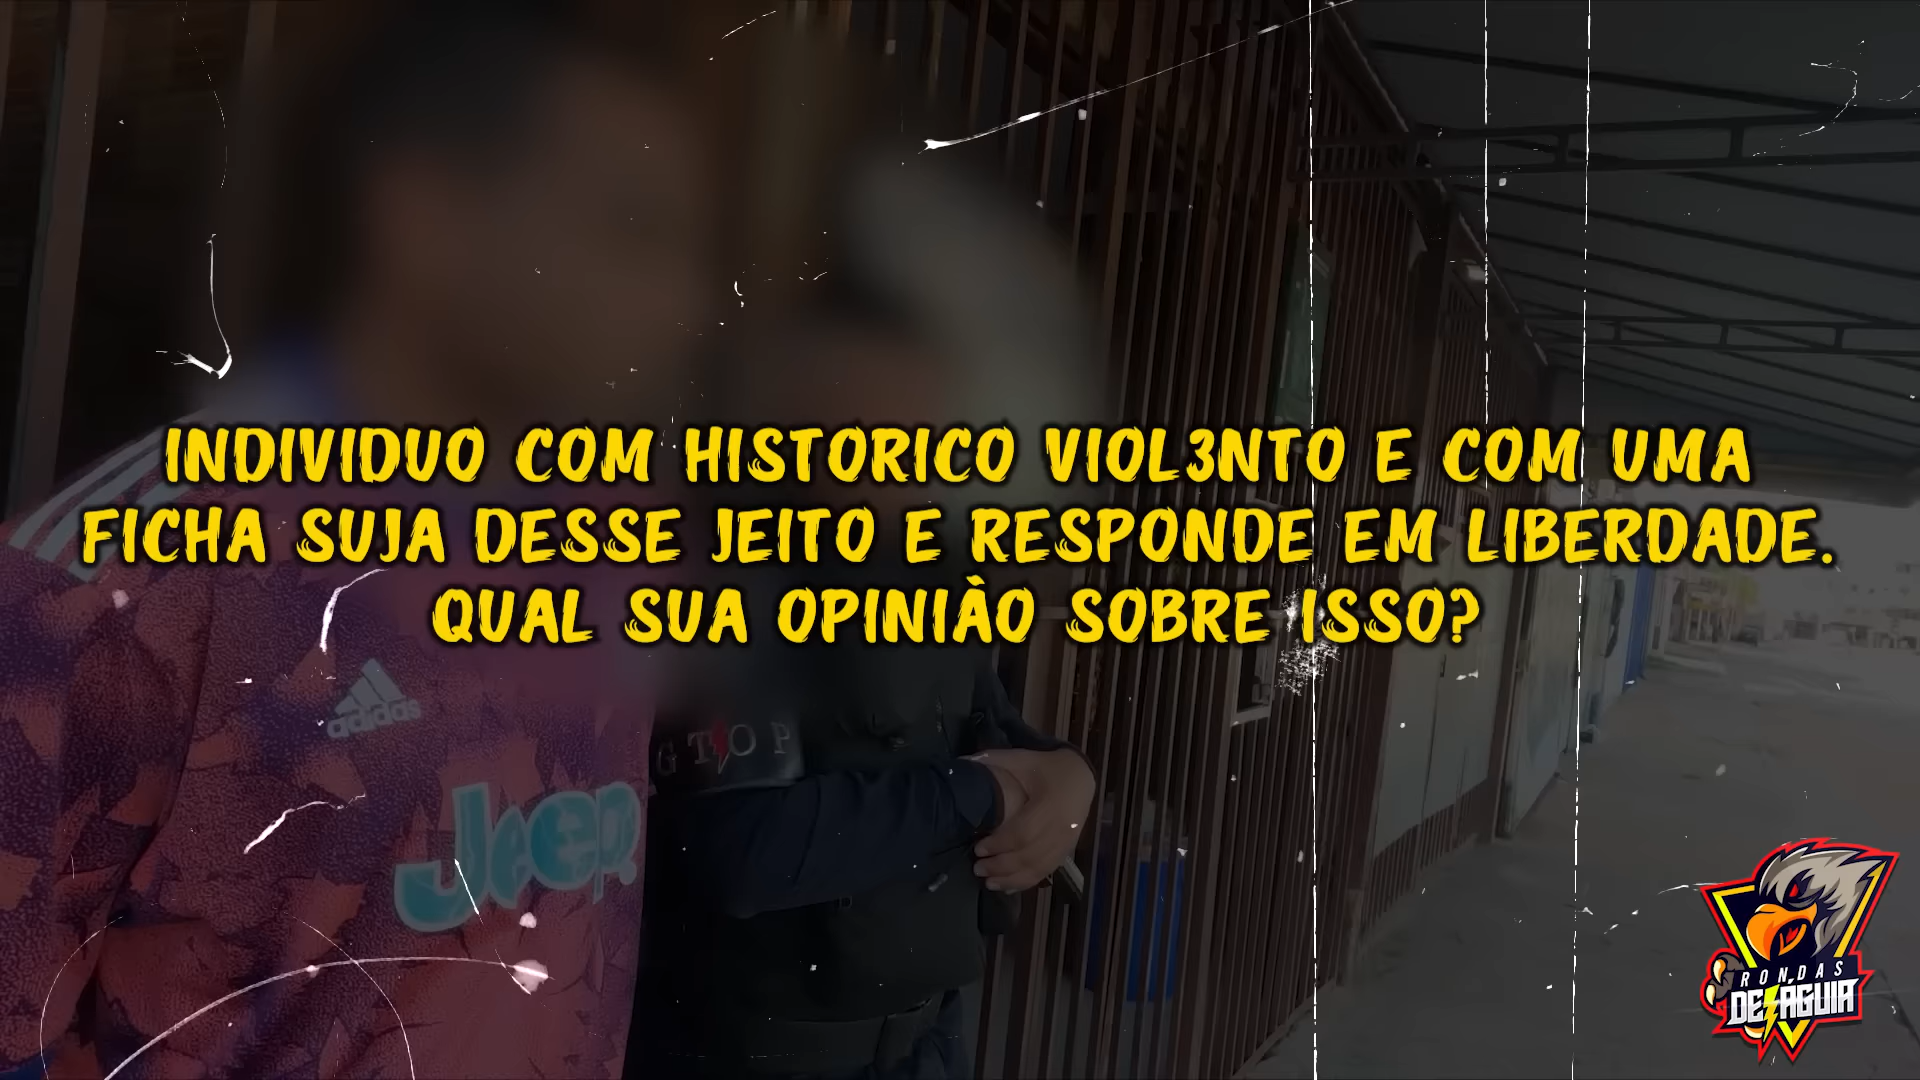 INDIVIDUO COM HISTORICO VIOL3NTO E COM UMA
FICHA SUJA DESSE JEITO E RESPONDE EM LIBERDADE.
QUAL SUA OPINIÃO SOBRE ISSO?
adidas
GTOP
Jeep
RONDAS
DE ÁGUIA